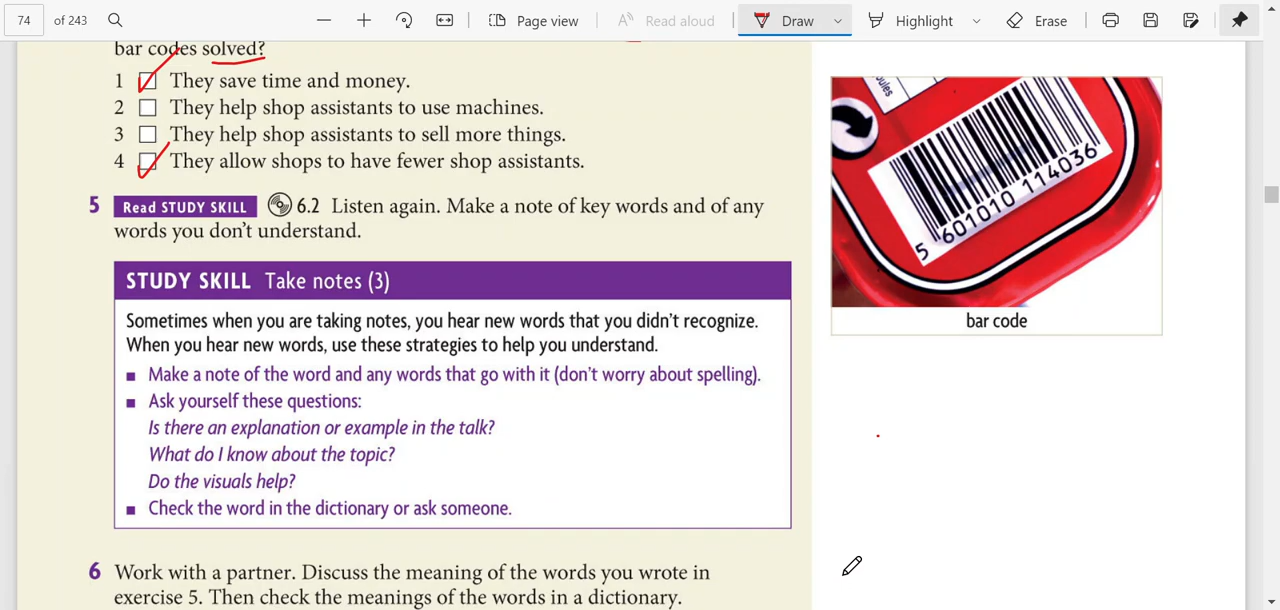 74 of 243 Page view Read aloud Draw Highlight Erase
bar codes solved?
1 They save time and money.
2 They help shop assistants to use machines.
3 They help shop assistants to sell more things.
4 They allow shops to have fewer shop assistants.
5 Read STUDY SKILL 6.2 Listen again. Make a note of key words and of any
words you don't understand.
STUDY SKILL Take notes (3)
Sometimes when you are taking notes, you hear new words that you didn't recognize.
When you hear new words, use these strategies to help you understand.
■ Make a note of the word and any words that go with it (don't worry about spelling).
■ Ask yourself these questions:
Is there an explanation or example in the talk?
What do I know about the topic?
Do the visuals help?
■ Check the word in the dictionary or ask someone.
6 Work with a partner. Discuss the meaning of the words you wrote in
exercise 5. Then check the meanings of the words in a dictionary.
5 601010 114036
bar code